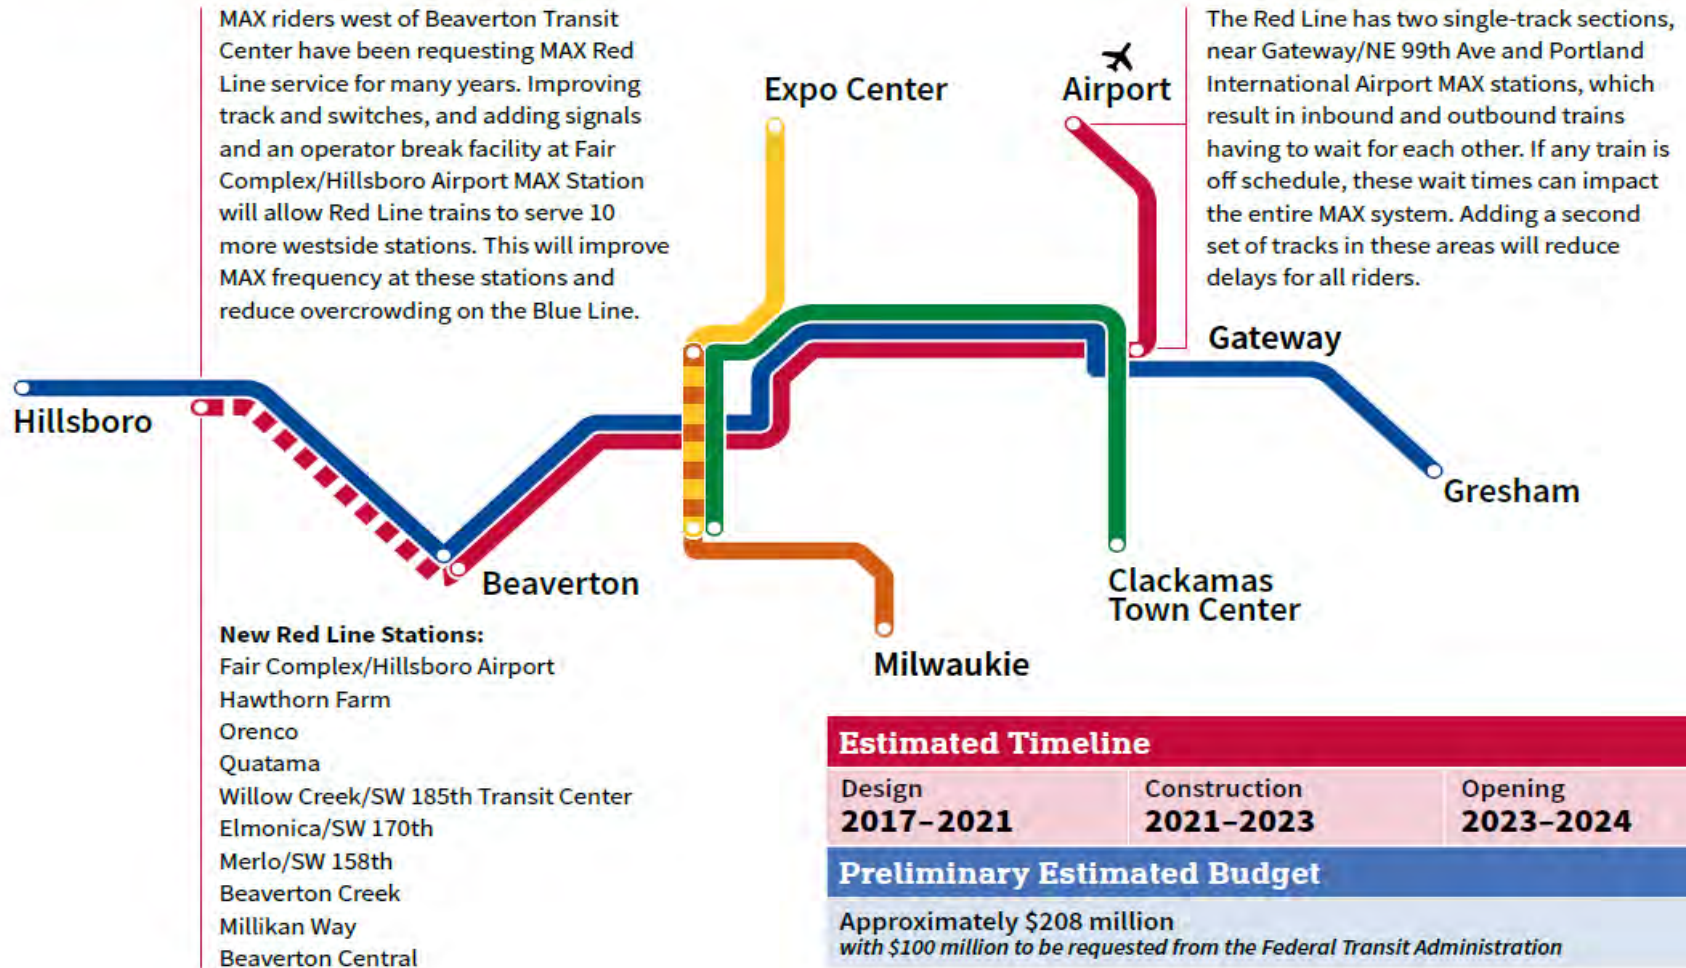 MAX riders west of Beaverton Transit
Center have been requesting MAX Red
Line service for many years. Improving
track and switches, and adding signals
and an operator break facility at Fair
Complex/Hillsboro Airport MAX Station
will allow Red Line trains to serve 10
more westside stations. This will improve
MAX frequency at these stations and
reduce overcrowding on the Blue Line.
Expo Center
Airport
The Red Line has two single-track sections,
near Gateway/NE 99th Ave and Portland
International Airport MAX stations, which
result in inbound and outbound trains
having to wait for each other. If any train is
off schedule, these wait times can impact
the entire MAX system. Adding a second
set of tracks in these areas will reduce
delays for all riders.
Gateway
Hillsboro
Gresham
Beaverton
Clackamas
Town Center
Milwaukie
New Red Line Stations:
Fair Complex/Hillsboro Airport
Hawthorn Farm
Orenco
Quatama
Willow Creek/SW 185th Transit Center
Elmonica/SW 170th
Merlo/SW 158th
Beaverton Creek
Millikan Way
Beaverton Central
Estimated Timeline
Design
2017–2021
Construction
2021–2023
Opening
2023–2024
Preliminary Estimated Budget
Approximately $208 million
with $100 million to be requested from the Federal Transit Administration